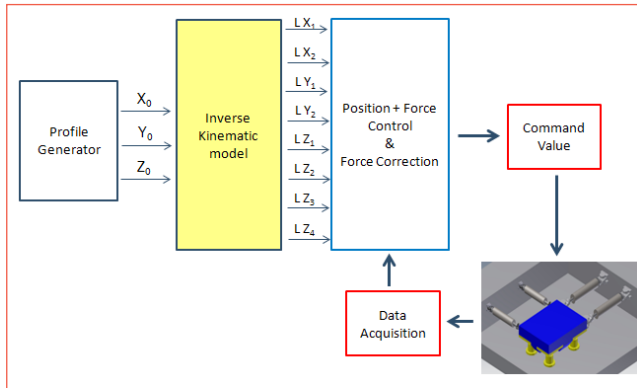 Profile
Generator
X₀
Y₀
Z₀
Inverse
Kinematic
model
L X₁
L X₂
L Y₁
L Y₂
L Z₁
L Z₂
L Z₃
L Z₄
Position + Force
Control
&
Force Correction
Command
Value
Data
Acquisition